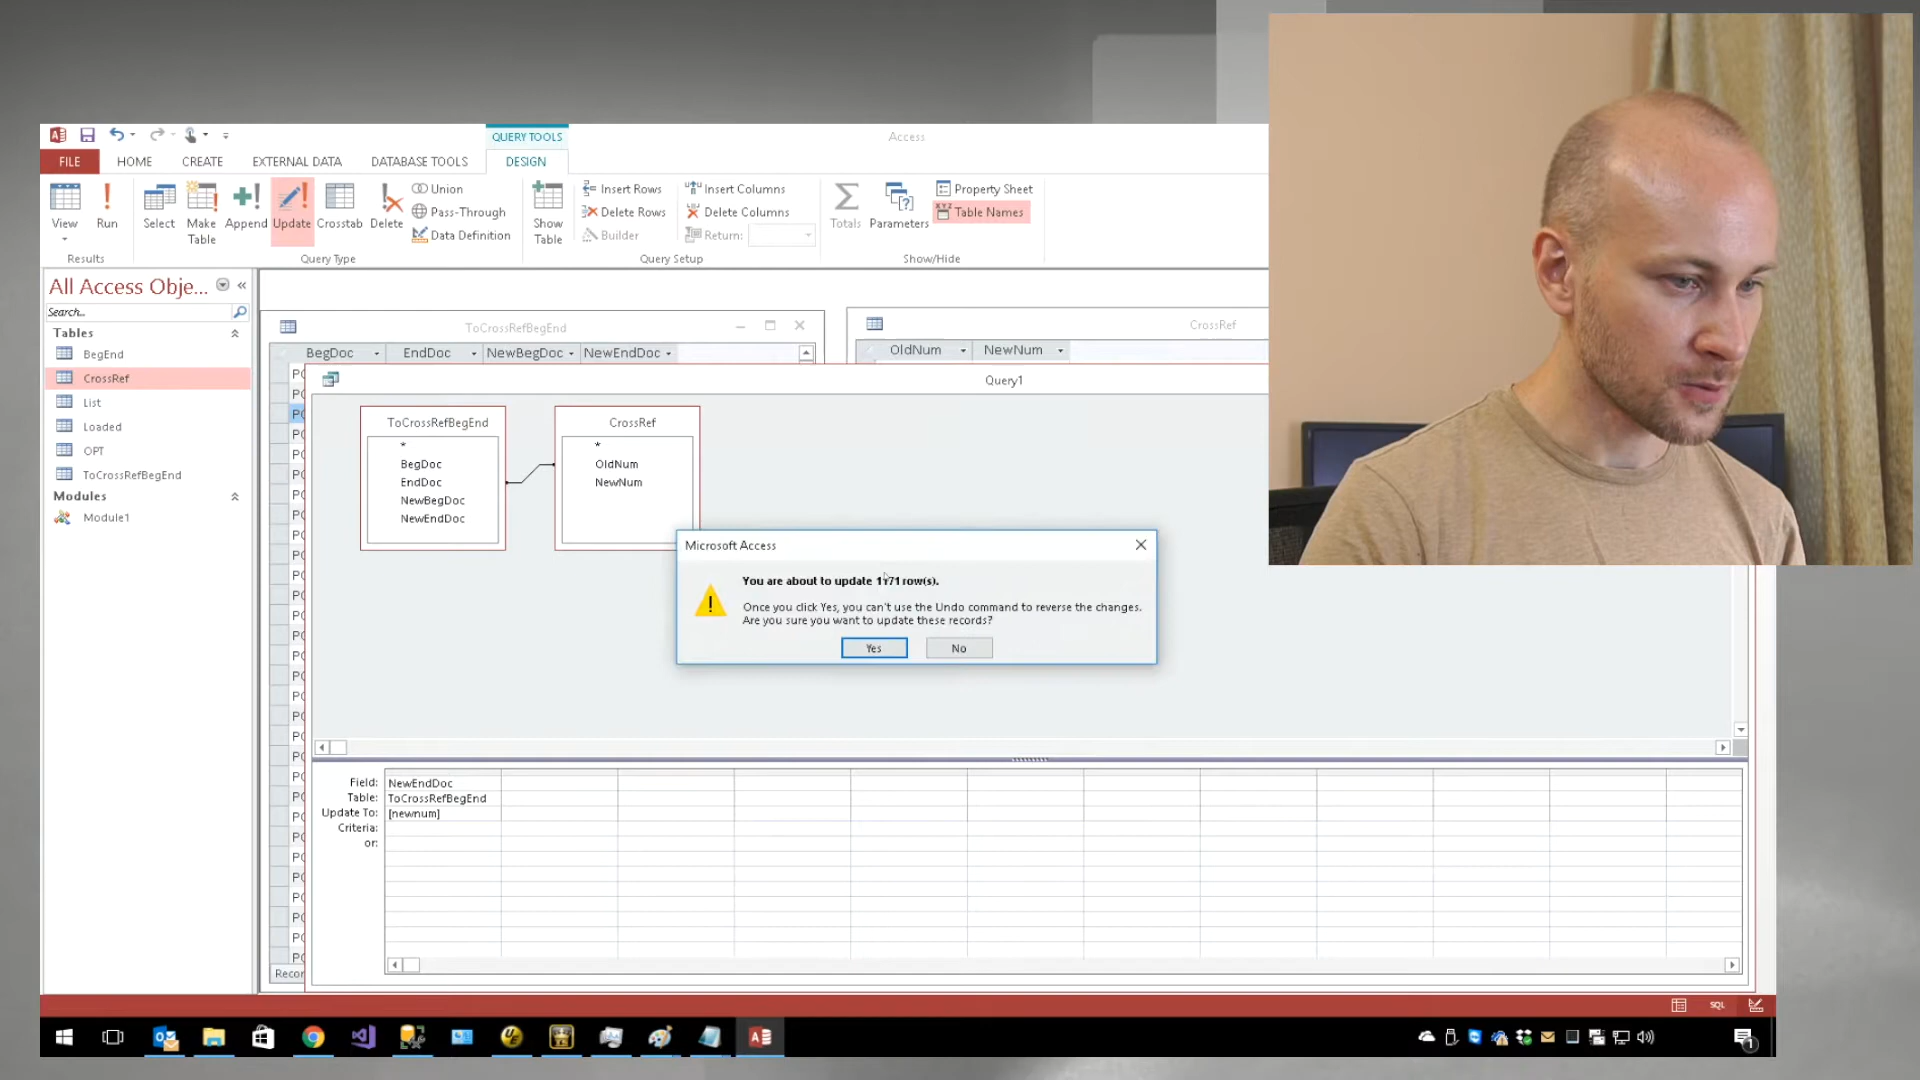 QUERY TOOLS
Access
FILE
HOME
CREATE
EXTERNAL DATA
DATABASE TOOLS
DESIGN
View
Run
Select
Make Table
Append
Update
Crosstab
Delete
Union
Pass-Through
Data Definition
Show Table
Insert Rows
Delete Rows
Builder
Insert Columns
Delete Columns
Return:
Totals
Parameters
Property Sheet
Table Names
Results
Query Type
Query Setup
Show/Hide
All Access Obje...
Search...
Tables
BegEnd
CrossRef
List
Loaded
OPT
ToCrossRefBegEnd
Modules
Module1
ToCrossRefBegEnd
BegDoc
EndDoc
NewBegDoc
NewEndDoc
CrossRef
OldNum
NewNum
Query1
ToCrossRefBegEnd
*
BegDoc
EndDoc
NewBegDoc
NewEndDoc
CrossRef
*
OldNum
NewNum
Microsoft Access
You are about to update 1171 row(s).
Once you click Yes, you can't use the Undo command to reverse the changes.
Are you sure you want to update these records?
Yes
No
Field: NewEndDoc
Table: ToCrossRefBegEnd
Update To: [newnum]
Criteria:
or:
Recor
SQL